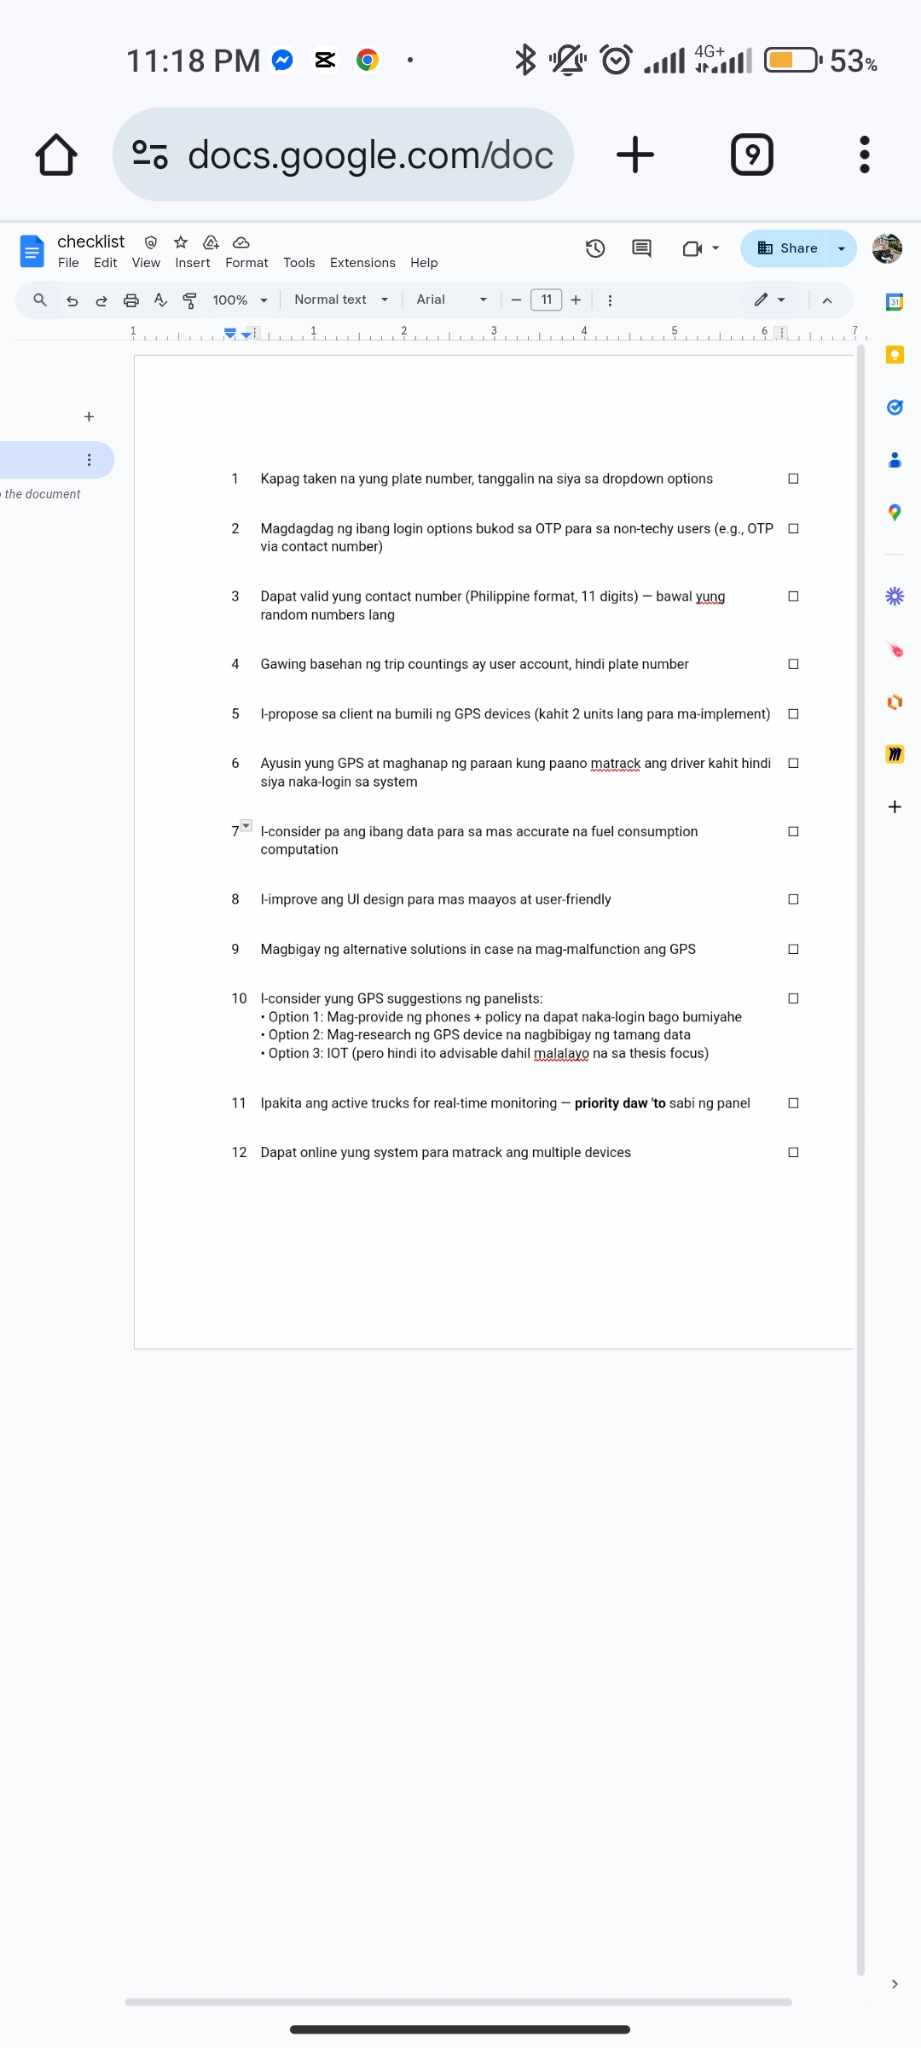 11:18 PM
4G+
53%
docs.google.com/doc
9
checklist
File Edit View Insert Format Tools Extensions Help
Share
100% Normal text Arial 11
1 1 2 3 4 5 6 7
the document
1 Kapag taken na yung plate number, tanggalin na siya sa dropdown options
2 Magdagdag ng ibang login options bukod sa OTP para sa non-techy users (e.g., OTP
via contact number)
3 Dapat valid yung contact number (Philippine format, 11 digits) — bawal yung
random numbers lang
4 Gawing basehan ng trip countings ay user account, hindi plate number
5 I-propose sa client na bumili ng GPS devices (kahit 2 units lang para ma-implement)
6 Ayusin yung GPS at maghanap ng paraan kung paano matrack ang driver kahit hindi
siya naka-login sa system
7 I-consider pa ang ibang data para sa mas accurate na fuel consumption
computation
8 I-improve ang UI design para mas maayos at user-friendly
9 Magbigay ng alternative solutions in case na mag-malfunction ang GPS
10 I-consider yung GPS suggestions ng panelists:
• Option 1: Mag-provide ng phones + policy na dapat naka-login bago bumiyahe
• Option 2: Mag-research ng GPS device na nagbibigay ng tamang data
• Option 3: IOT (pero hindi ito advisable dahil malalayo na sa thesis focus)
11 Ipakita ang active trucks for real-time monitoring — priority daw 'to sabi ng panel
12 Dapat online yung system para matrack ang multiple devices
31